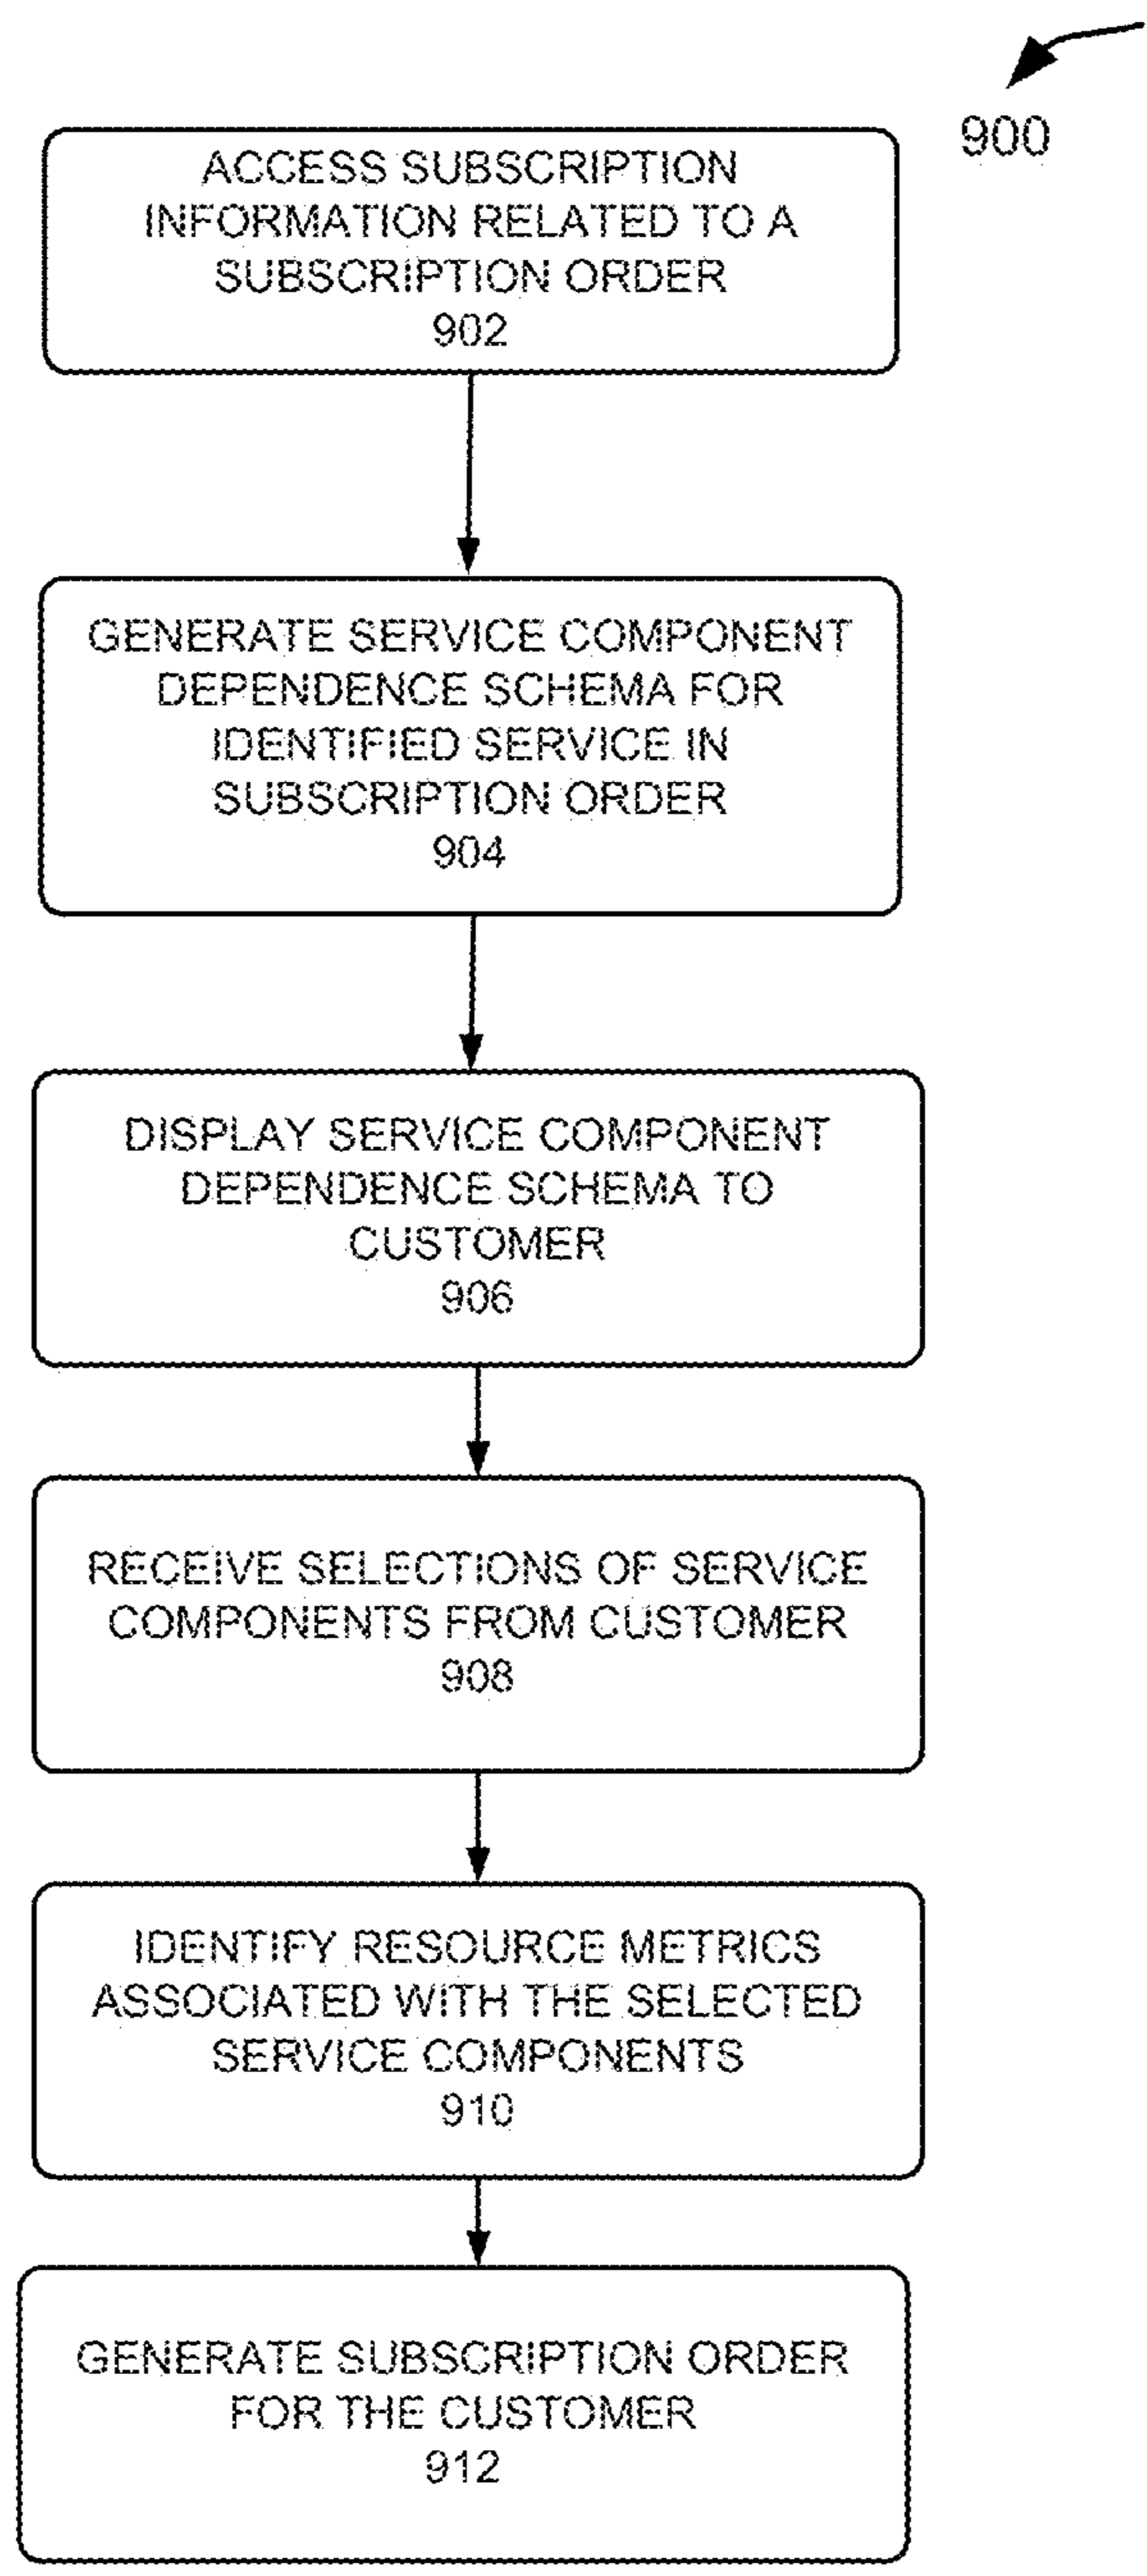 900
ACCESS SUBSCRIPTION
INFORMATION RELATED TO A
SUBSCRIPTION ORDER
902
GENERATE SERVICE COMPONENT
DEPENDENCE SCHEMA FOR
IDENTIFIED SERVICE IN
SUBSCRIPTION ORDER
904
DISPLAY SERVICE COMPONENT
DEPENDENCE SCHEMA TO
CUSTOMER
906
RECEIVE SELECTIONS OF SERVICE
COMPONENTS FROM CUSTOMER
908
IDENTIFY RESOURCE METRICS
ASSOCIATED WITH THE SELECTED
SERVICE COMPONENTS
910
GENERATE SUBSCRIPTION ORDER
FOR THE CUSTOMER
912